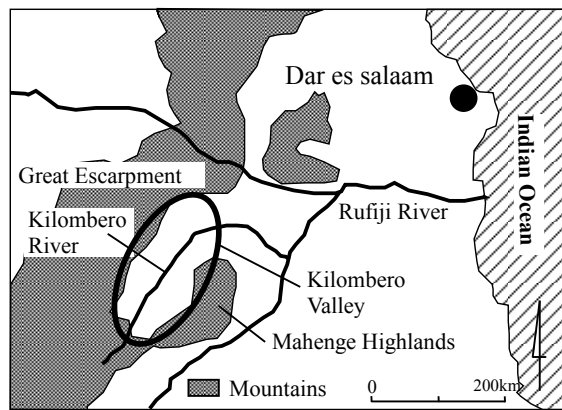 Dar es salaam
Indian Ocean
Great Escarpment
Rufiji River
Kilombero
River
Kilombero
Valley
Mahenge Highlands
Mountains
0
200km